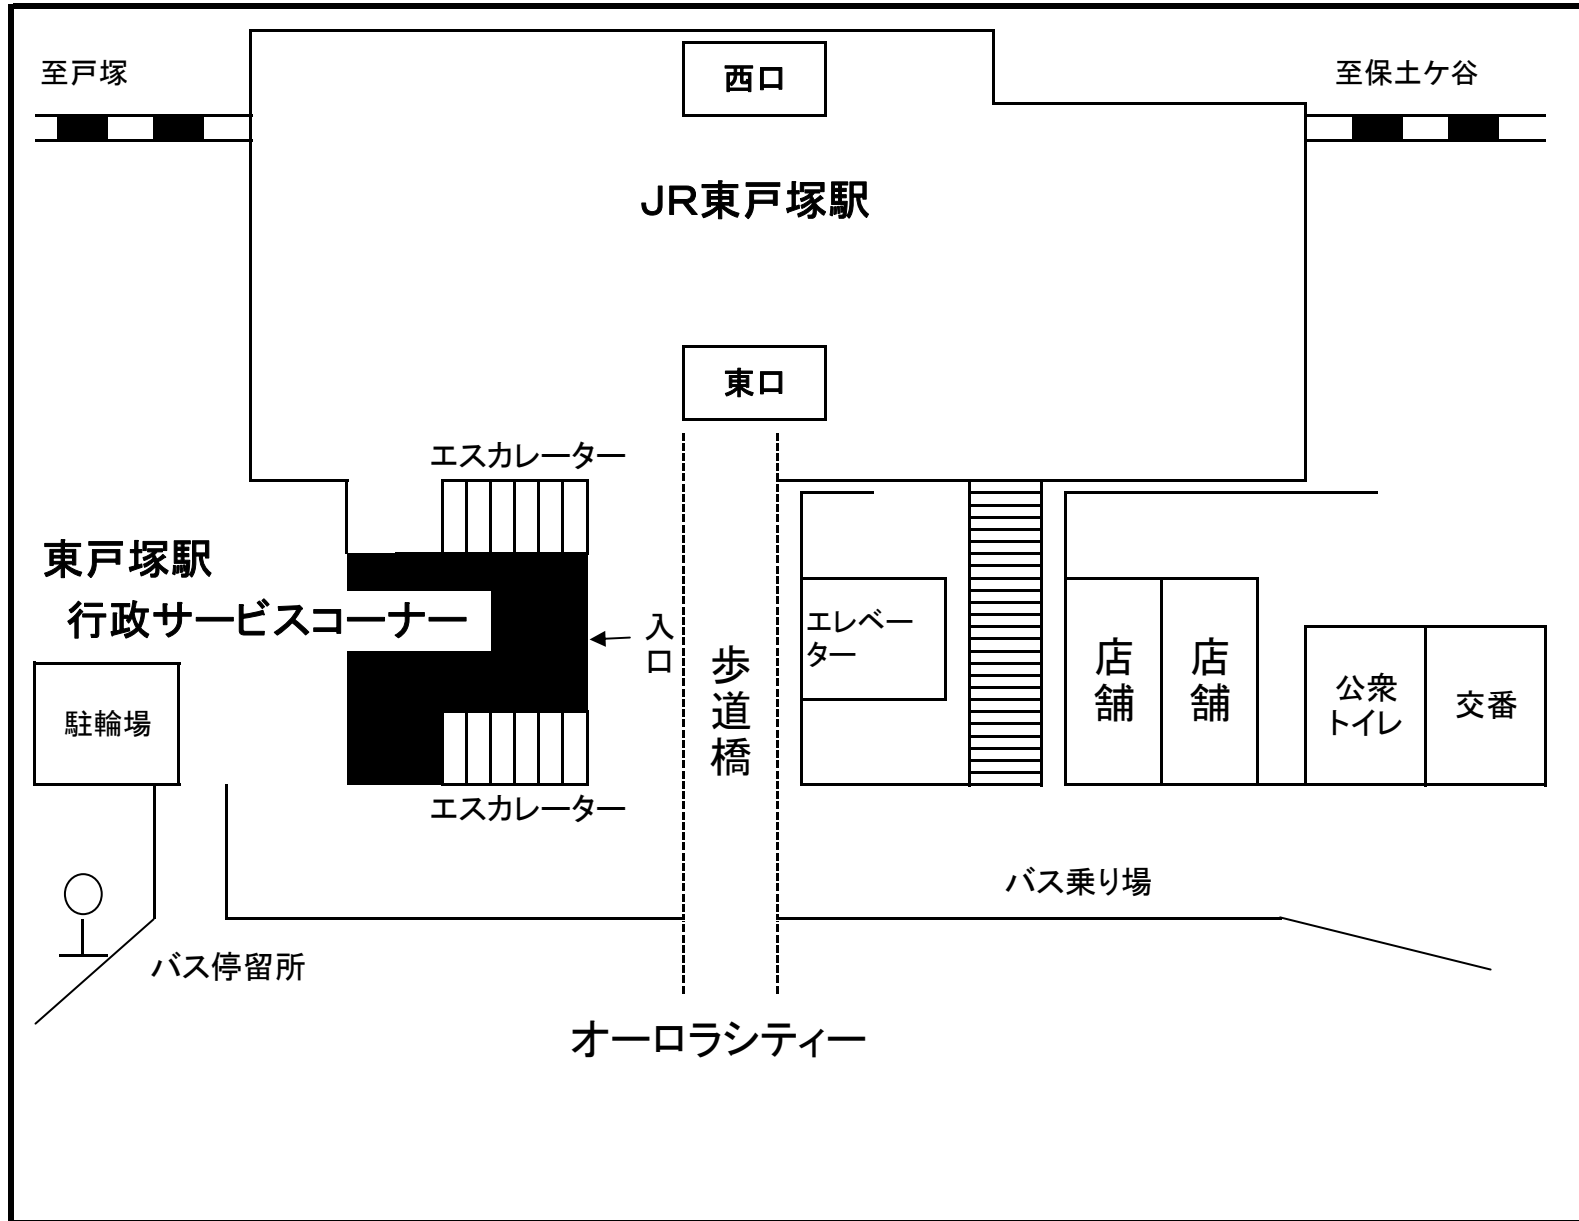 至戸塚
西口
至保土ケ谷
JR東戸塚駅
東口
エスカレーター
東戸塚駅
行政サービスコーナー
入
口
歩
道
橋
エレベー
ター
店
舗
店
舗
公衆
トイレ
交番
駐輪場
エスカレーター
バス乗り場
バス停留所
オーロラシティー